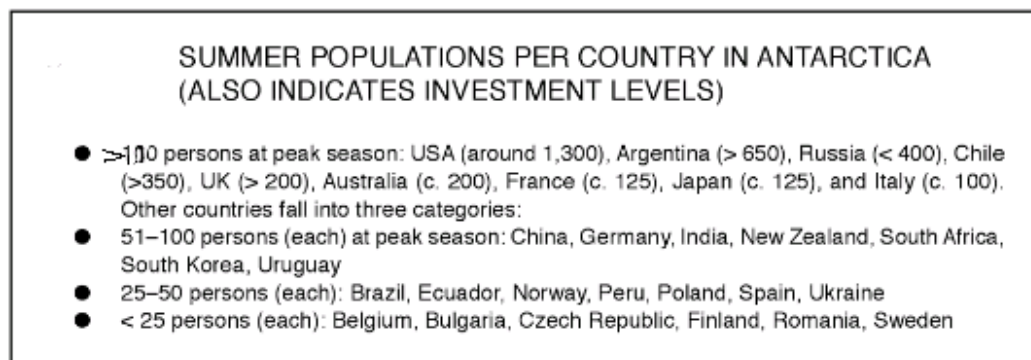 SUMMER POPULATIONS PER COUNTRY IN ANTARCTICA
(ALSO INDICATES INVESTMENT LEVELS)
● persons at peak season: USA (around 1,300), Argentina (> 650), Russia (< 400), Chile
(>350), UK (> 200), Australia (c. 200), France (c. 125), Japan (c. 125), and Italy (c. 100).
Other countries fall into three categories:
● 51–100 persons (each) at peak season: China, Germany, India, New Zealand, South Africa,
South Korea, Uruguay
● 25–50 persons (each): Brazil, Ecuador, Norway, Peru, Poland, Spain, Ukraine
● < 25 persons (each): Belgium, Bulgaria, Czech Republic, Finland, Romania, Sweden